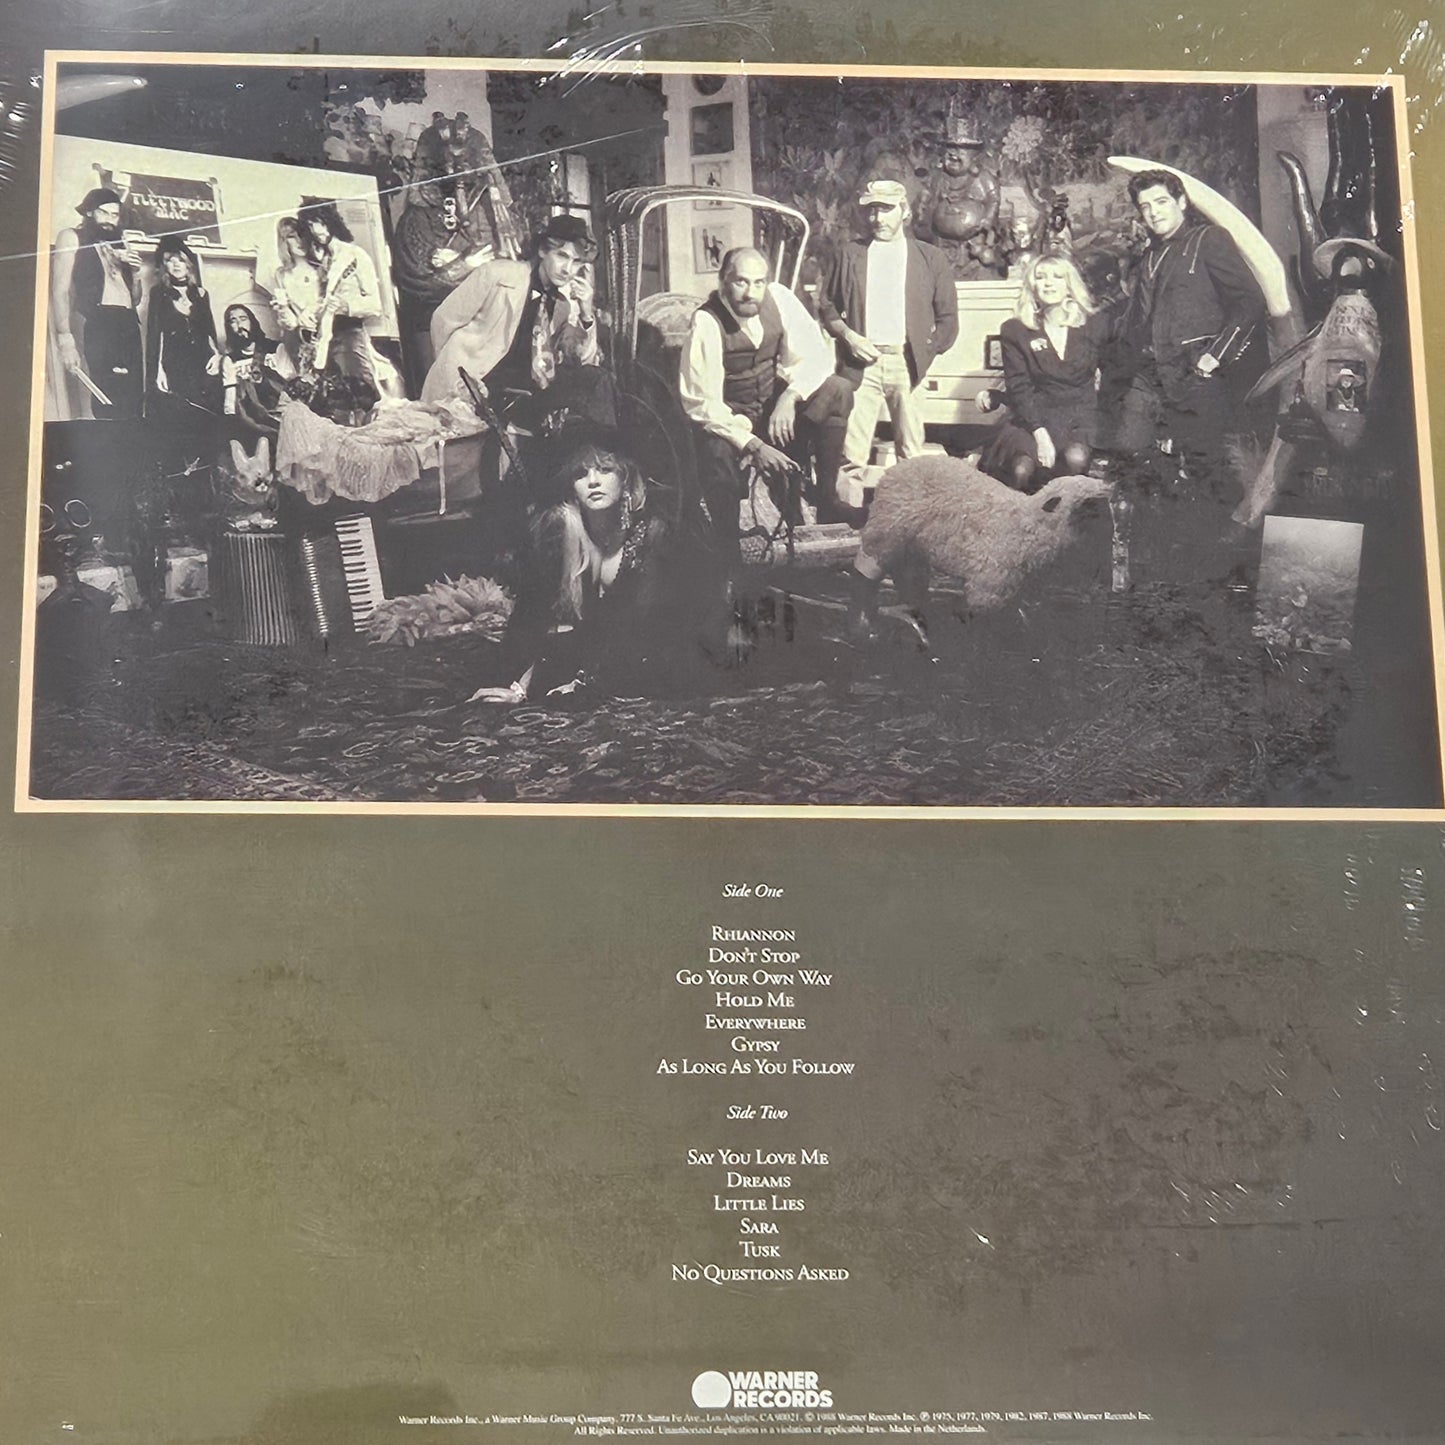 FLEETWOOD
MAC
Side One
RHIANNON
DON'T STOP
GO YOUR OWN WAY
HOLD ME
EVERYWHERE
GYPSY
AS LONG AS YOU FOLLOW
Side Two
SAY YOU LOVE ME
DREAMS
LITTLE LIES
SARA
TUSK
NO QUESTIONS ASKED
WARNER
RECORDS
Warner Records Inc., a Warner Music Group Company, 777 S. Santa Fe Ave., Los Angeles, CA 90021. © 1988 Warner Records Inc. ℗ 1975, 1977, 1979, 1982, 1987, 1988 Warner Records Inc.
All Rights Reserved. Unauthorized duplication is a violation of applicable laws. Made in the Netherlands.